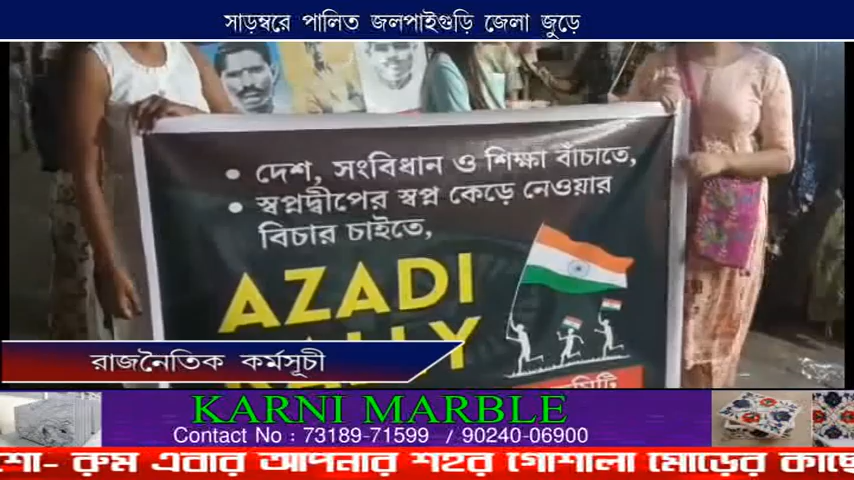 সাড়ম্বরে পালিত জলপাইগুড়ি জেলা জুড়ে
• দেশ, সংবিধান ও শিক্ষা বাঁচাতে,
• স্বপ্নদ্বীপের স্বপ্ন কেড়ে নেওয়ার
বিচার চাইতে,
AZADI
RALLY
রাজনৈতিক কর্মসূচী
KARNI MARBLE
Contact No : 73189-71599 / 90240-06900
শো- রুম এবার আপনার শহর গোশালা মোড়ের কাছে